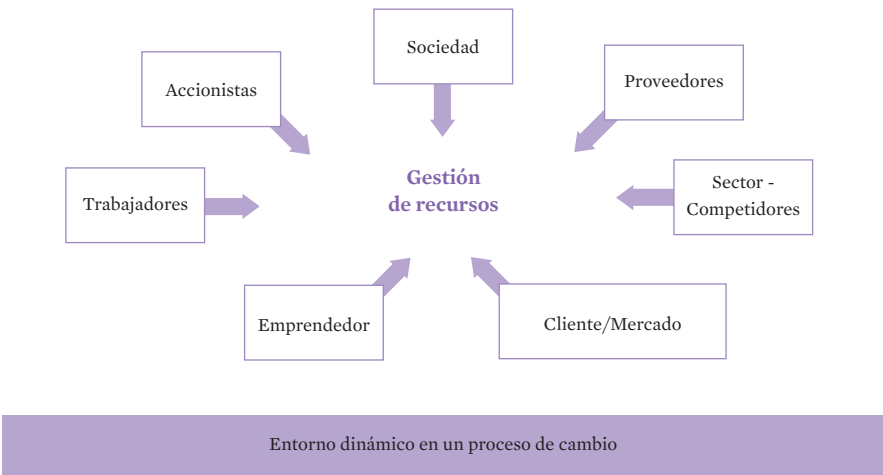 Sociedad
Accionistas
Proveedores
Gestión
de recursos
Trabajadores
Sector -
Competidores
Emprendedor
Cliente/Mercado
Entorno dinámico en un proceso de cambio